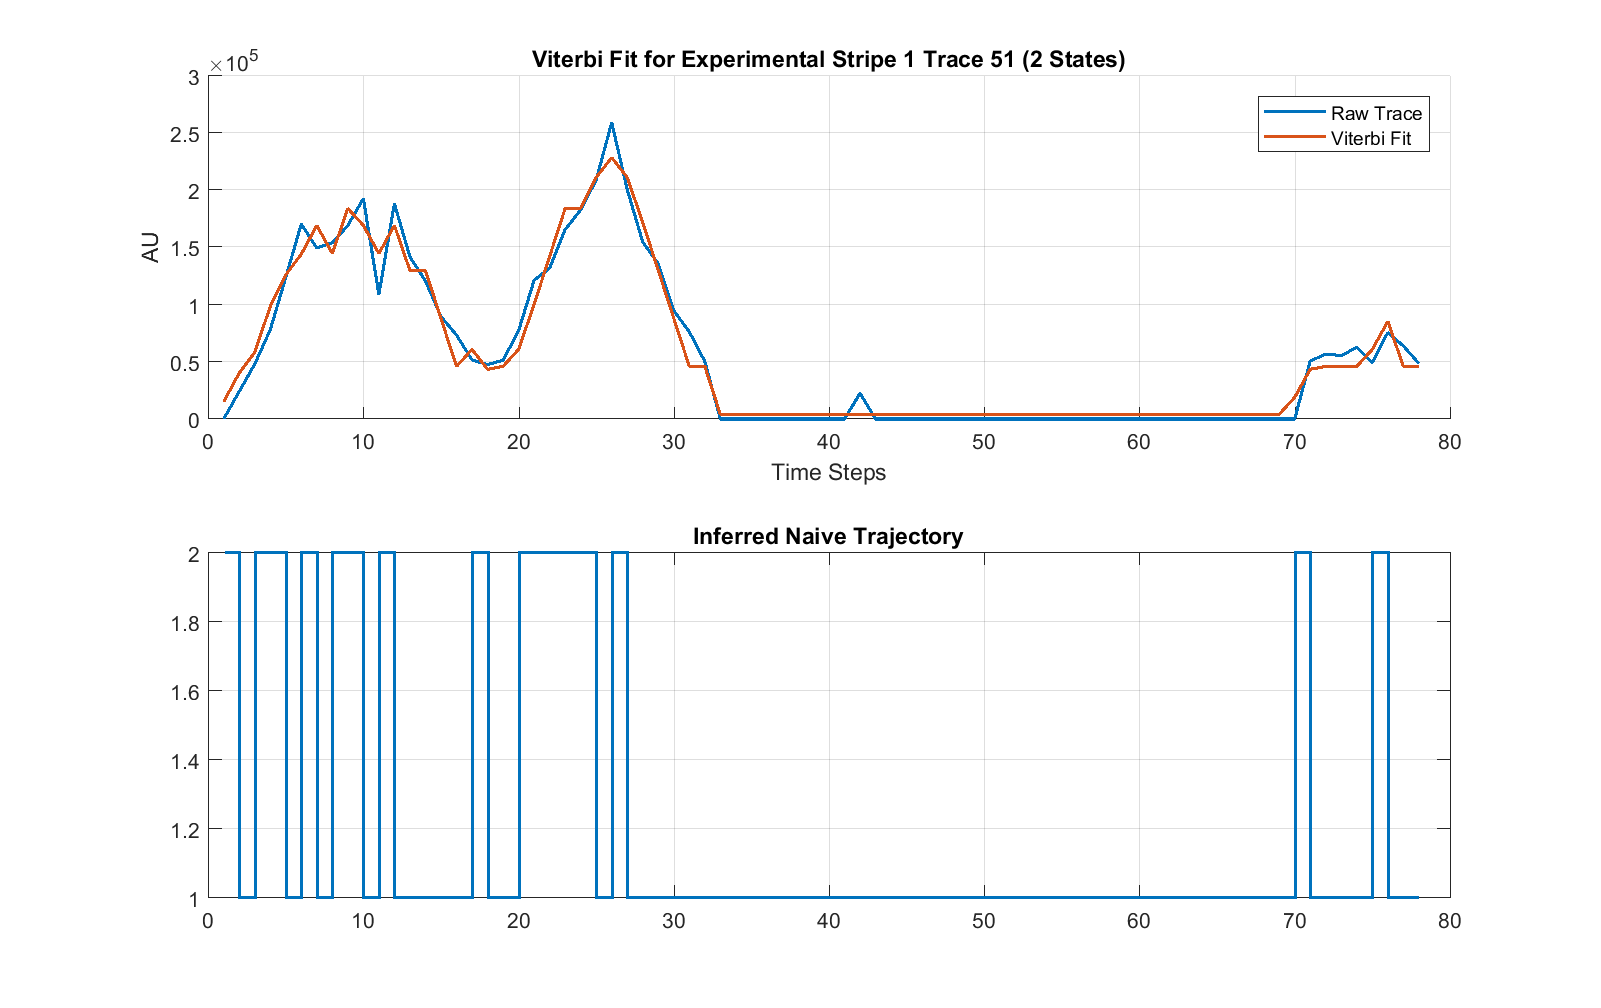 Viterbi Fit for Experimental Stripe 1 Trace 51 (2 States)
×10⁵
3
2.5
2
1.5
1
0.5
0
AU
Raw Trace
Viterbi Fit
0 10 20 30 40 50 60 70 80
Time Steps
Inferred Naive Trajectory
2
1.8
1.6
1.4
1.2
1
0 10 20 30 40 50 60 70 80